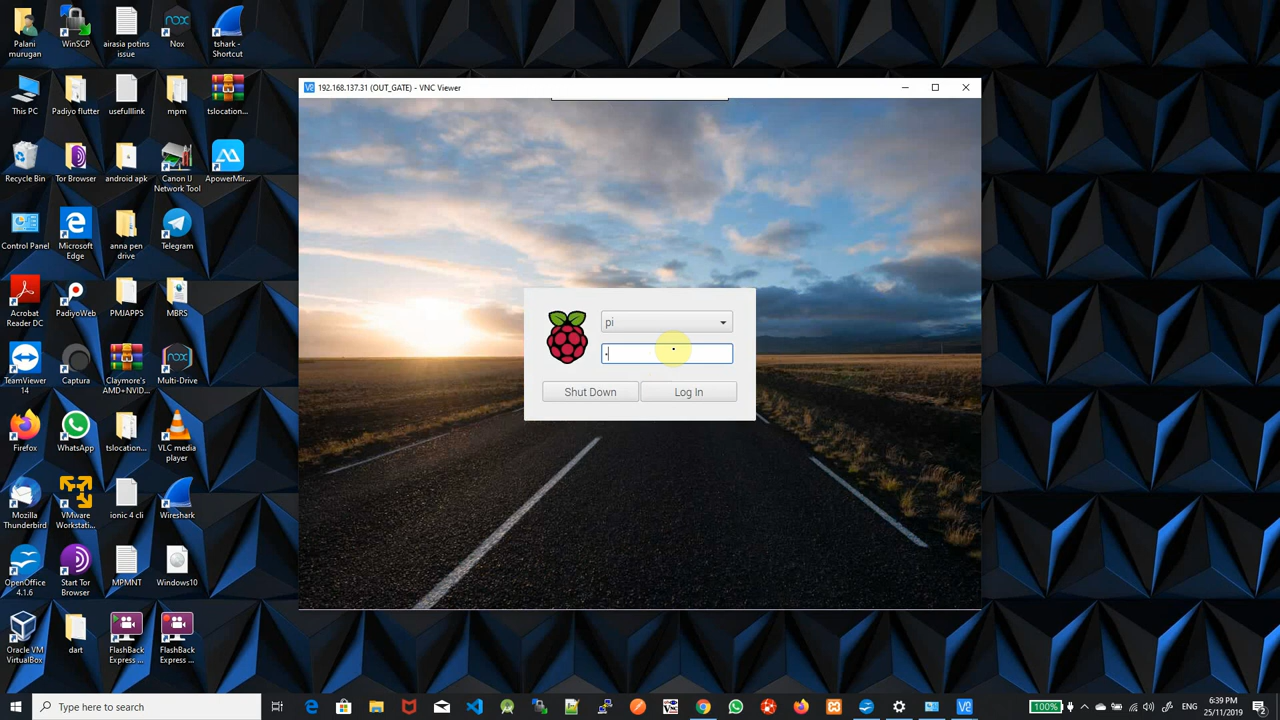 Palani
murugan
WinSCP
airasia potins
issue
Nox
tshark -
Shortcut
This PC
Padiyo flutter
usefulllink
mpm
tslocation...
Recycle Bin
Tor Browser
android apk
Canon IJ
Network Tool
ApowerMir...
Control Panel
Microsoft
Edge
anna pen
drive
Telegram
Acrobat
Reader DC
PadiyoWeb
PMJAPPS
MBRS
TeamViewer
14
Captura
Claymore's
AMD+NVID...
Multi-Drive
Firefox
WhatsApp
tslocation...
VLC media
player
Mozilla
Thunderbird
VMware
Workstati...
ionic 4 cli
Wireshark
OpenOffice
4.1.6
Start Tor
Browser
MPMNT
Windows10
Oracle VM
VirtualBox
dart
FlashBack
Express ...
FlashBack
Express ...
192.168.137.31 (OUT_GATE) - VNC Viewer
pi
Shut Down
Log In
Type here to search
100%
6:39 PM
25/11/2019
2